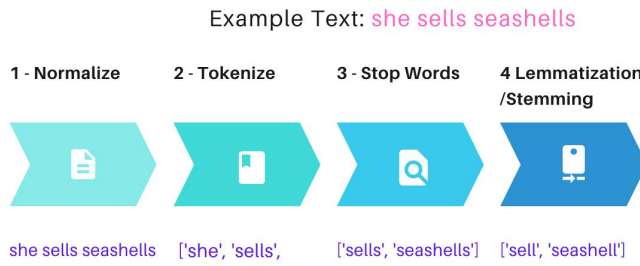 Example Text: she sells seashells
1 - Normalize
2 - Tokenize
3 - Stop Words
4 Lemmatization
/Stemming
she sells seashells
['she', 'sells',
['sells', 'seashells']
['sell', 'seashell']